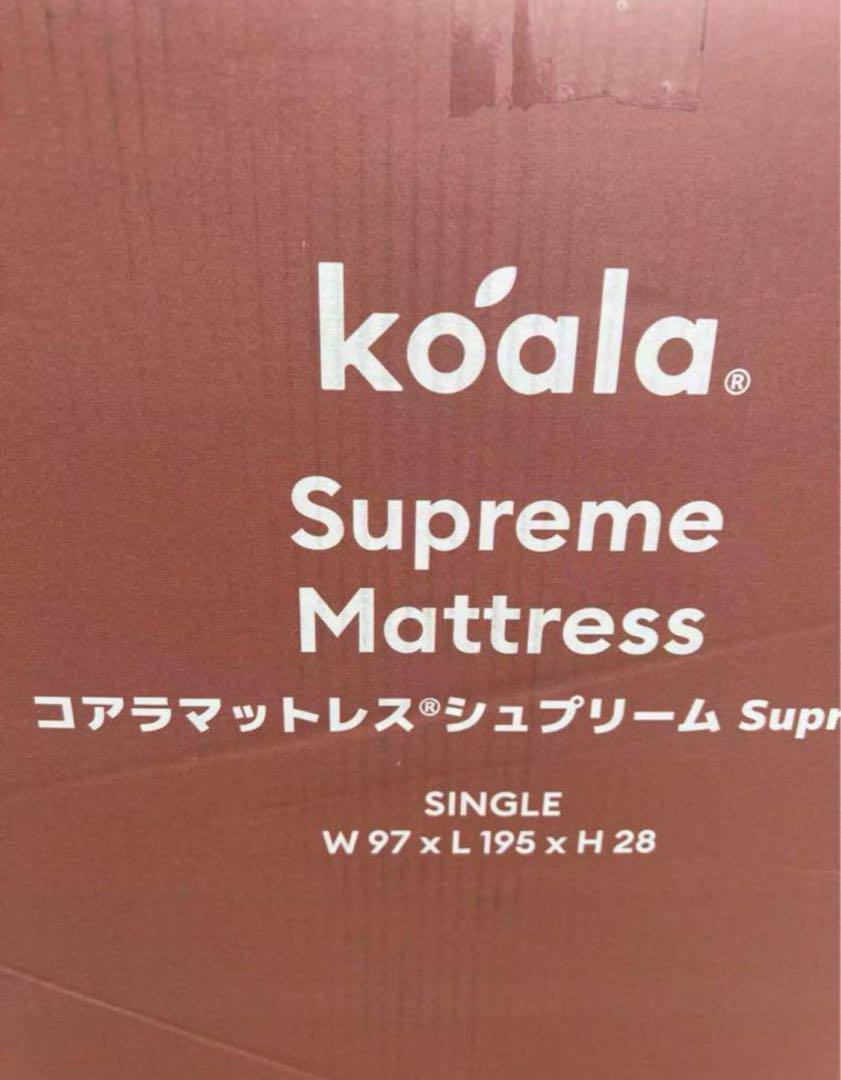 koala®
Supreme
Mattress
コアラマットレス®シュプリーム Supr
SINGLE
W 97 x L 195 x H 28